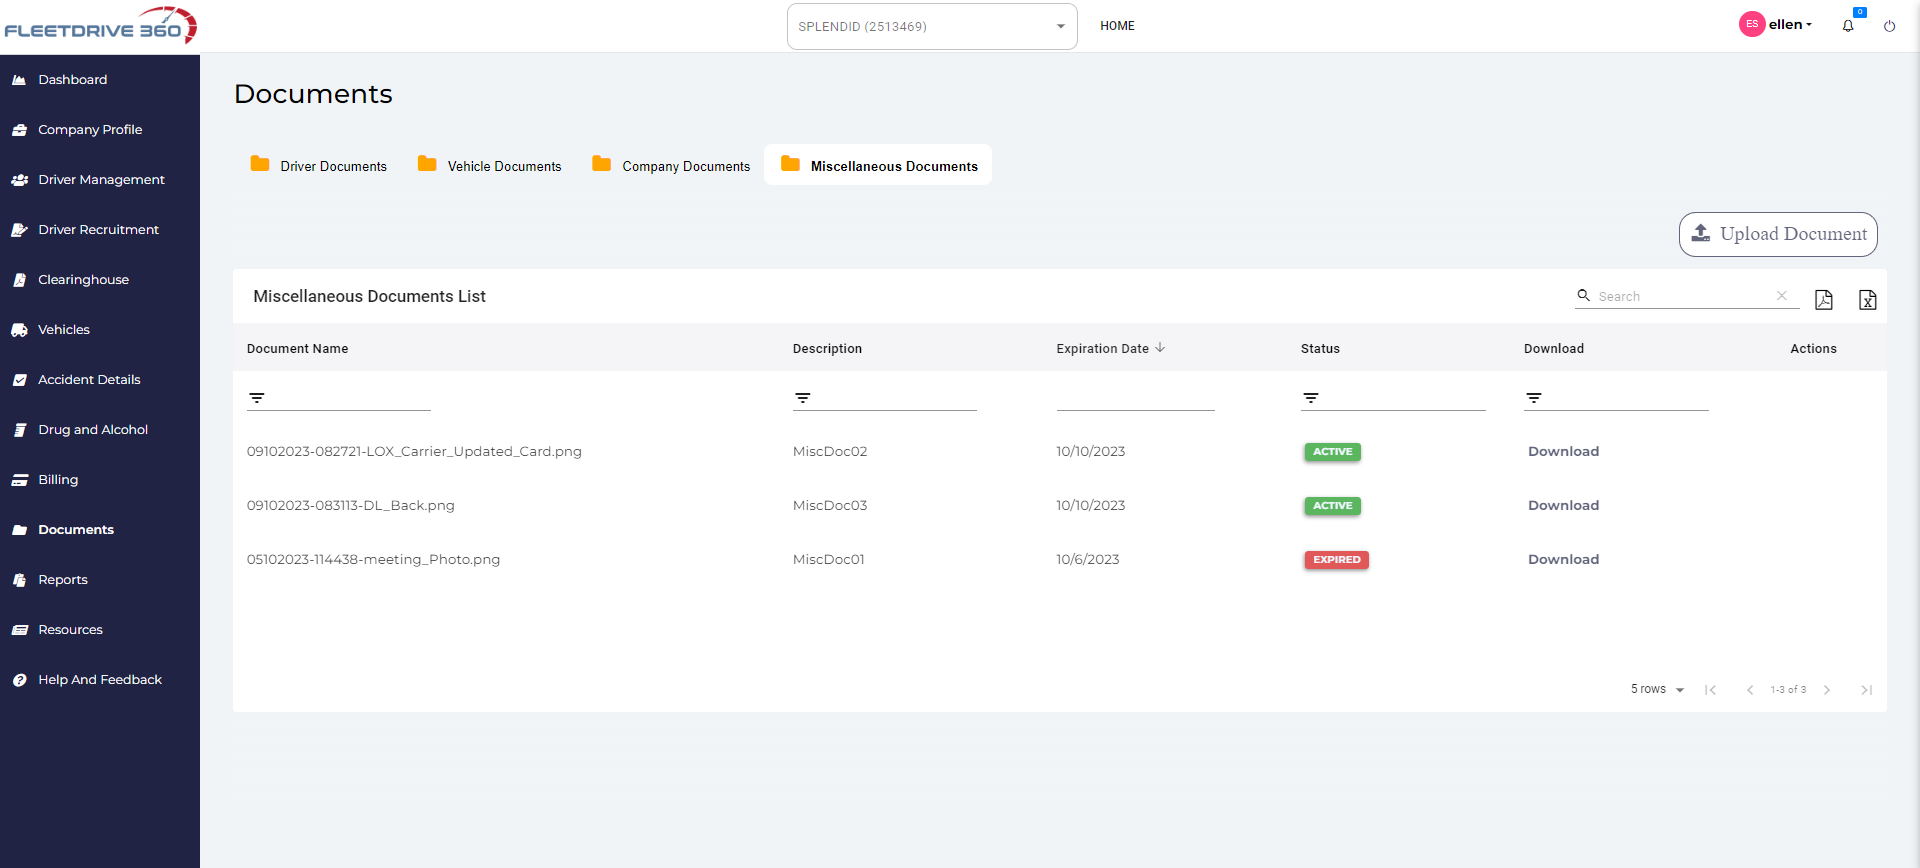 FLEETDRIVE 360
SPLENDID (2513469)
HOME
ES
ellen
0
Dashboard
Company Profile
Driver Management
Driver Recruitment
Clearinghouse
Vehicles
Accident Details
Drug and Alcohol
Billing
Documents
Reports
Resources
Help And Feedback
Documents
Driver Documents
Vehicle Documents
Company Documents
Miscellaneous Documents
Upload Document
Miscellaneous Documents List
Search
Document Name Description Expiration Date Status Download Actions
09102023-082721-LOX_Carrier_Updated_Card.png MiscDoc02 10/10/2023 ACTIVE Download
09102023-083113-DL_Back.png MiscDoc03 10/10/2023 ACTIVE Download
05102023-114438-meeting_Photo.png MiscDoc01 10/6/2023 EXPIRED Download
5 rows
1-3 of 3